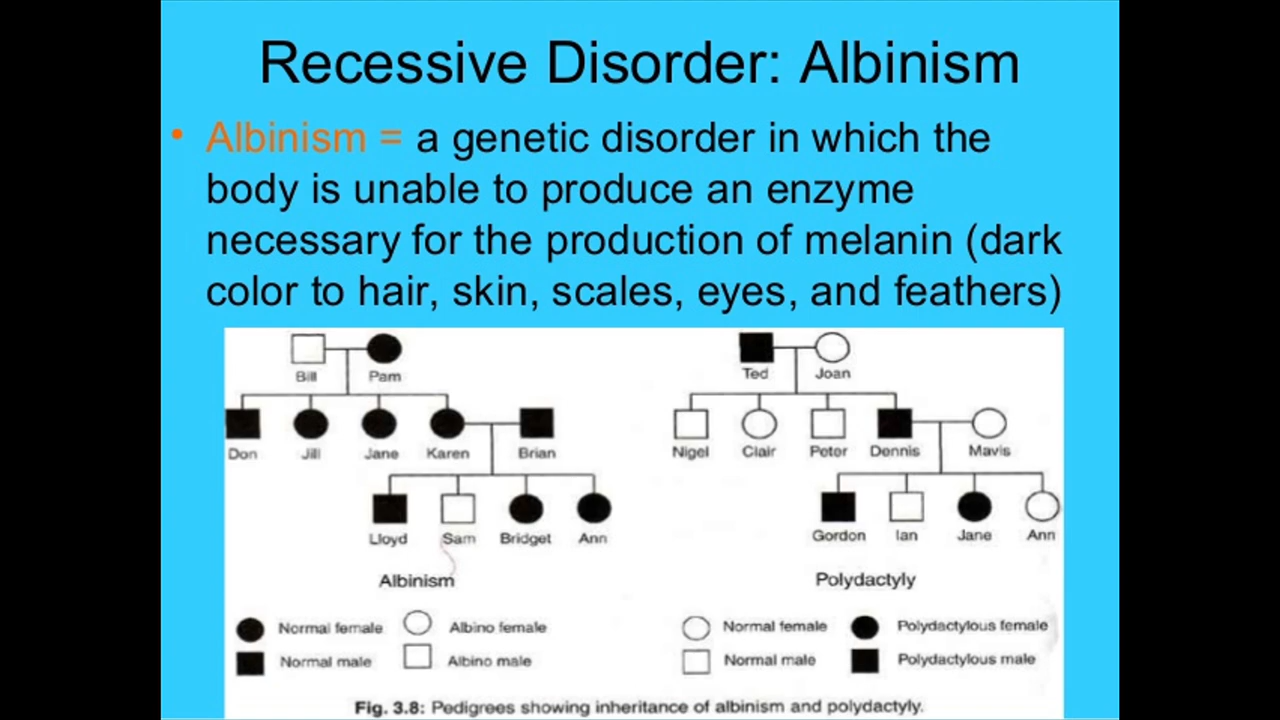 Recessive Disorder: Albinism
• Albinism = a genetic disorder in which the
body is unable to produce an enzyme
necessary for the production of melanin (dark
color to hair, skin, scales, eyes, and feathers)
Bill Pam
Don Jill Jane Karen Brian
Lloyd Sam Bridget Ann
Albinism
Normal female Albino female
Normal male Albino male
Ted Joan
Nigel Clair Peter Dennis Mavis
Gordon Ian Jane Ann
Polydactyly
Normal female Polydactylous female
Normal male Polydactylous male
Fig. 3.8: Pedigrees showing inheritance of albinism and polydactyly.